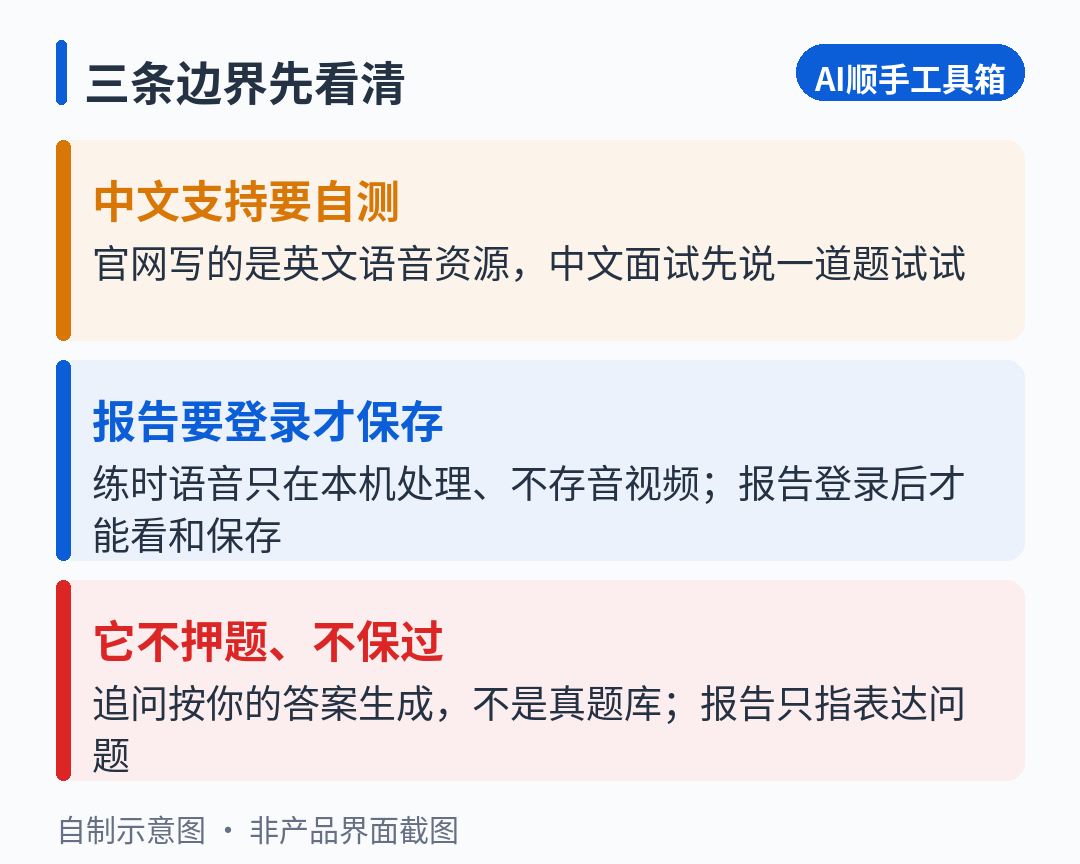 三条边界先看清
AI顺手工具箱
中文支持要自测
官网写的是英文语音资源，中文面试先说一道题试试
报告要登录才保存
练时语音只在本机处理、不存音视频；报告登录后才
能看和保存
它不押题、不保过
追问按你的答案生成，不是真题库；报告只指表达问
题
自制示意图 · 非产品界面截图